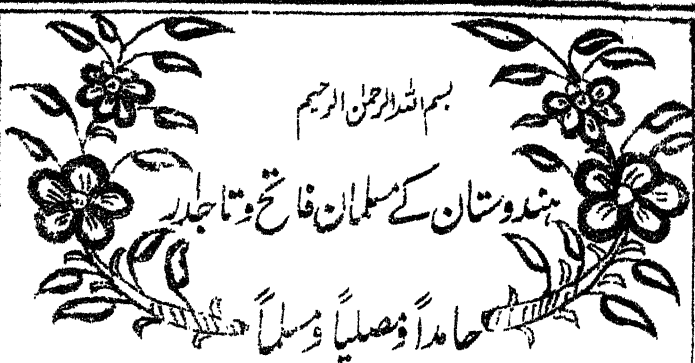 بسم اللہ الرحمٰن الرحیم
ہندوستان کے مسلمان فاتح و تاجدار
حامداً و مصلیاً و مسلماً